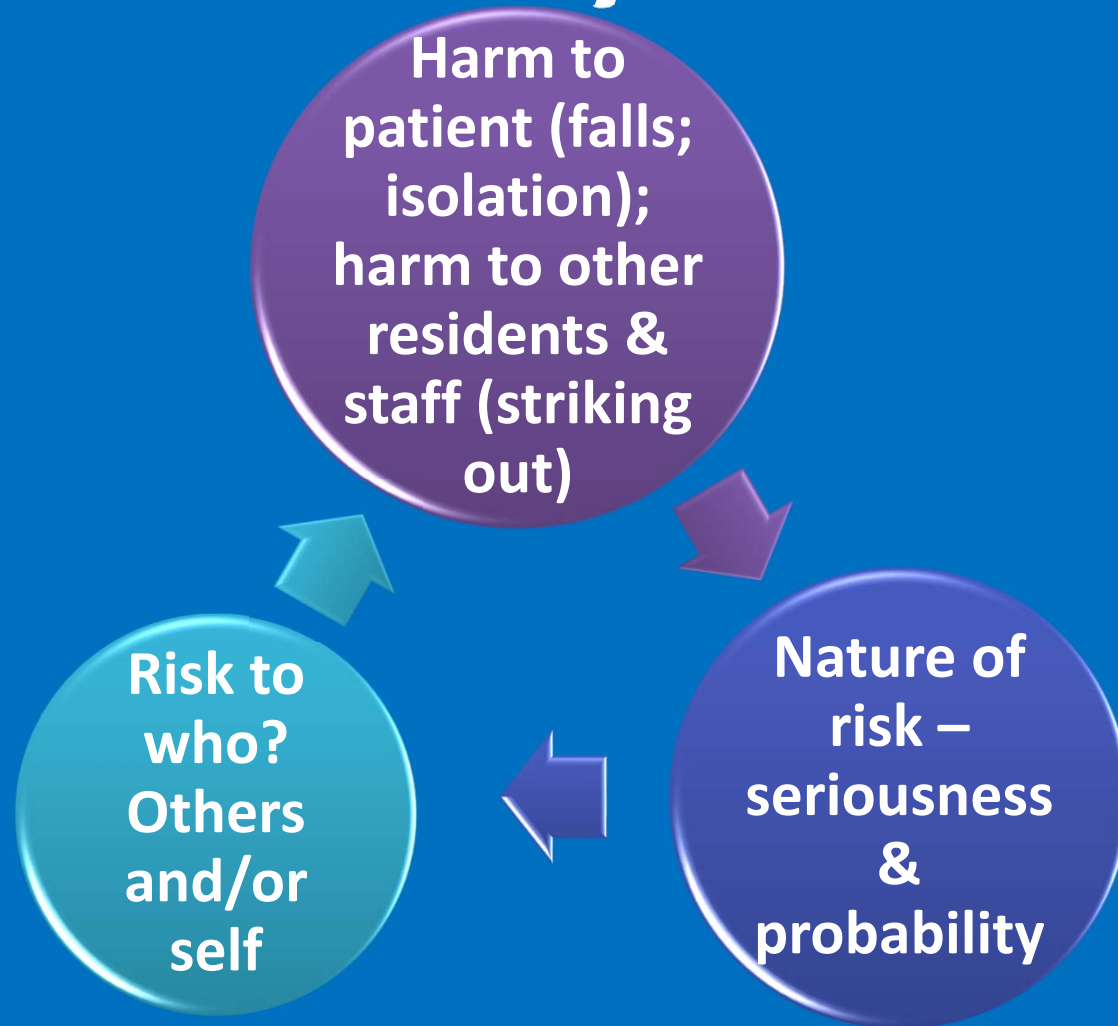 Harm to
patient (falls;
isolation);
harm to other
residents &
staff (striking
out)
Nature of
risk –
seriousness
&
probability
Risk to
who?
Others
and/or
self